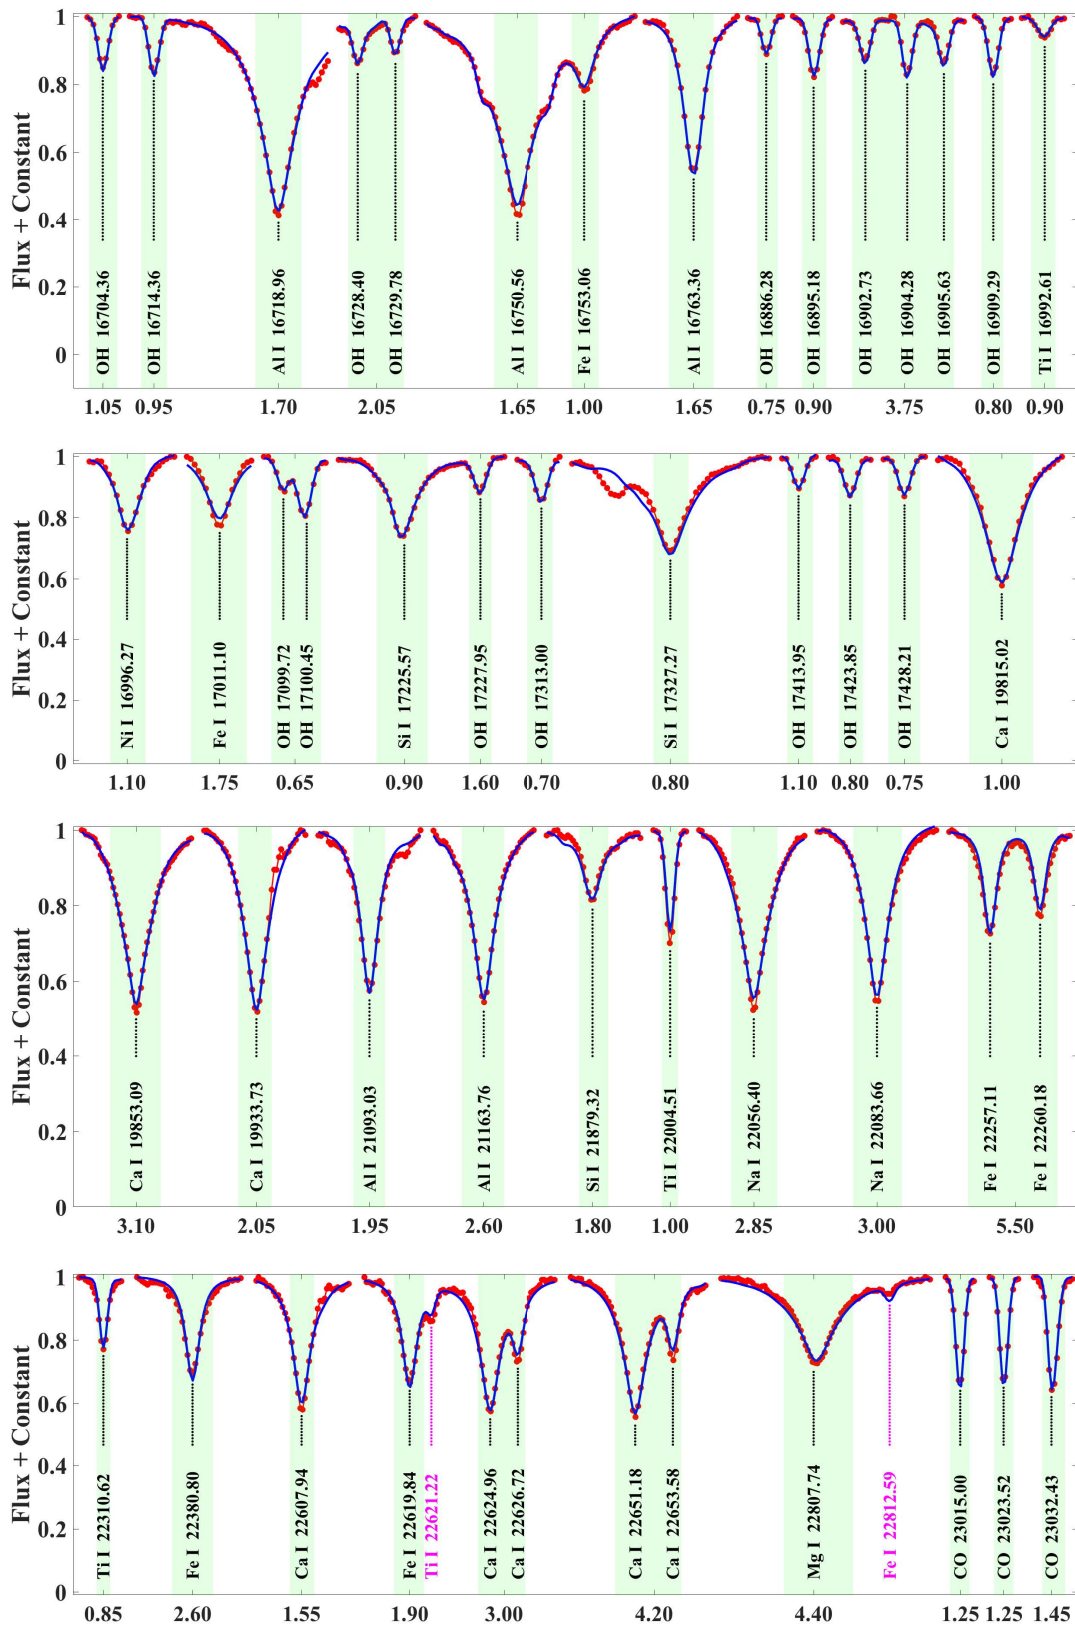 Flux + Constant
1
0.8
0.6
0.4
0.2
0
OH 16704.36
OH 16714.36
Al I 16718.96
OH 16728.40
OH 16729.78
Al I 16750.56
Fe I 16753.06
Al I 16763.36
OH 16886.28
OH 16895.18
OH 16902.73
OH 16904.28
OH 16905.63
OH 16909.29
Ti I 16992.61
1.05 0.95 1.70 2.05 1.65 1.00 1.65 0.75 0.90 3.75 0.80 0.90
Flux + Constant
1
0.8
0.6
0.4
0.2
0
Ni I 16996.27
Fe I 17011.10
OH 17099.72
OH 17100.45
Si I 17225.57
OH 17227.95
OH 17313.00
Si I 17327.27
OH 17413.95
OH 17423.85
OH 17428.21
Ca I 19815.02
1.10 1.75 0.65 0.90 1.60 0.70 0.80 1.10 0.80 0.75 1.00
Flux + Constant
1
0.8
0.6
0.4
0.2
0
Ca I 19853.09
Ca I 19933.73
Al I 21093.03
Al I 21163.76
Si I 21879.32
Ti I 22004.51
Na I 22056.40
Na I 22083.66
Fe I 22257.11
Fe I 22260.18
3.10 2.05 1.95 2.60 1.80 1.00 2.85 3.00 5.50
Flux + Constant
1
0.8
0.6
0.4
0.2
0
Ti I 22310.62
Fe I 22380.80
Ca I 22607.94
Fe I 22619.84
Ti I 22621.22
Ca I 22624.96
Ca I 22626.72
Ca I 22651.18
Ca I 22653.58
Mg I 22807.74
Fe I 22812.59
CO 23015.00
CO 23023.52
CO 23032.43
0.85 2.60 1.55 1.90 3.00 4.20 4.40 1.25 1.25 1.45